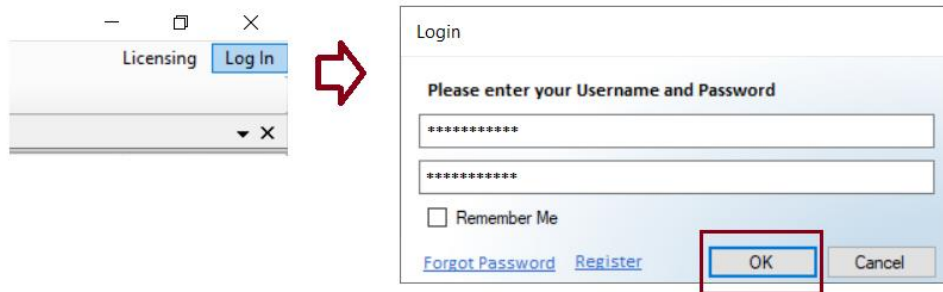 Licensing Log In
Login
Please enter your Username and Password
***********
***********
Remember Me
Forgot Password Register OK Cancel